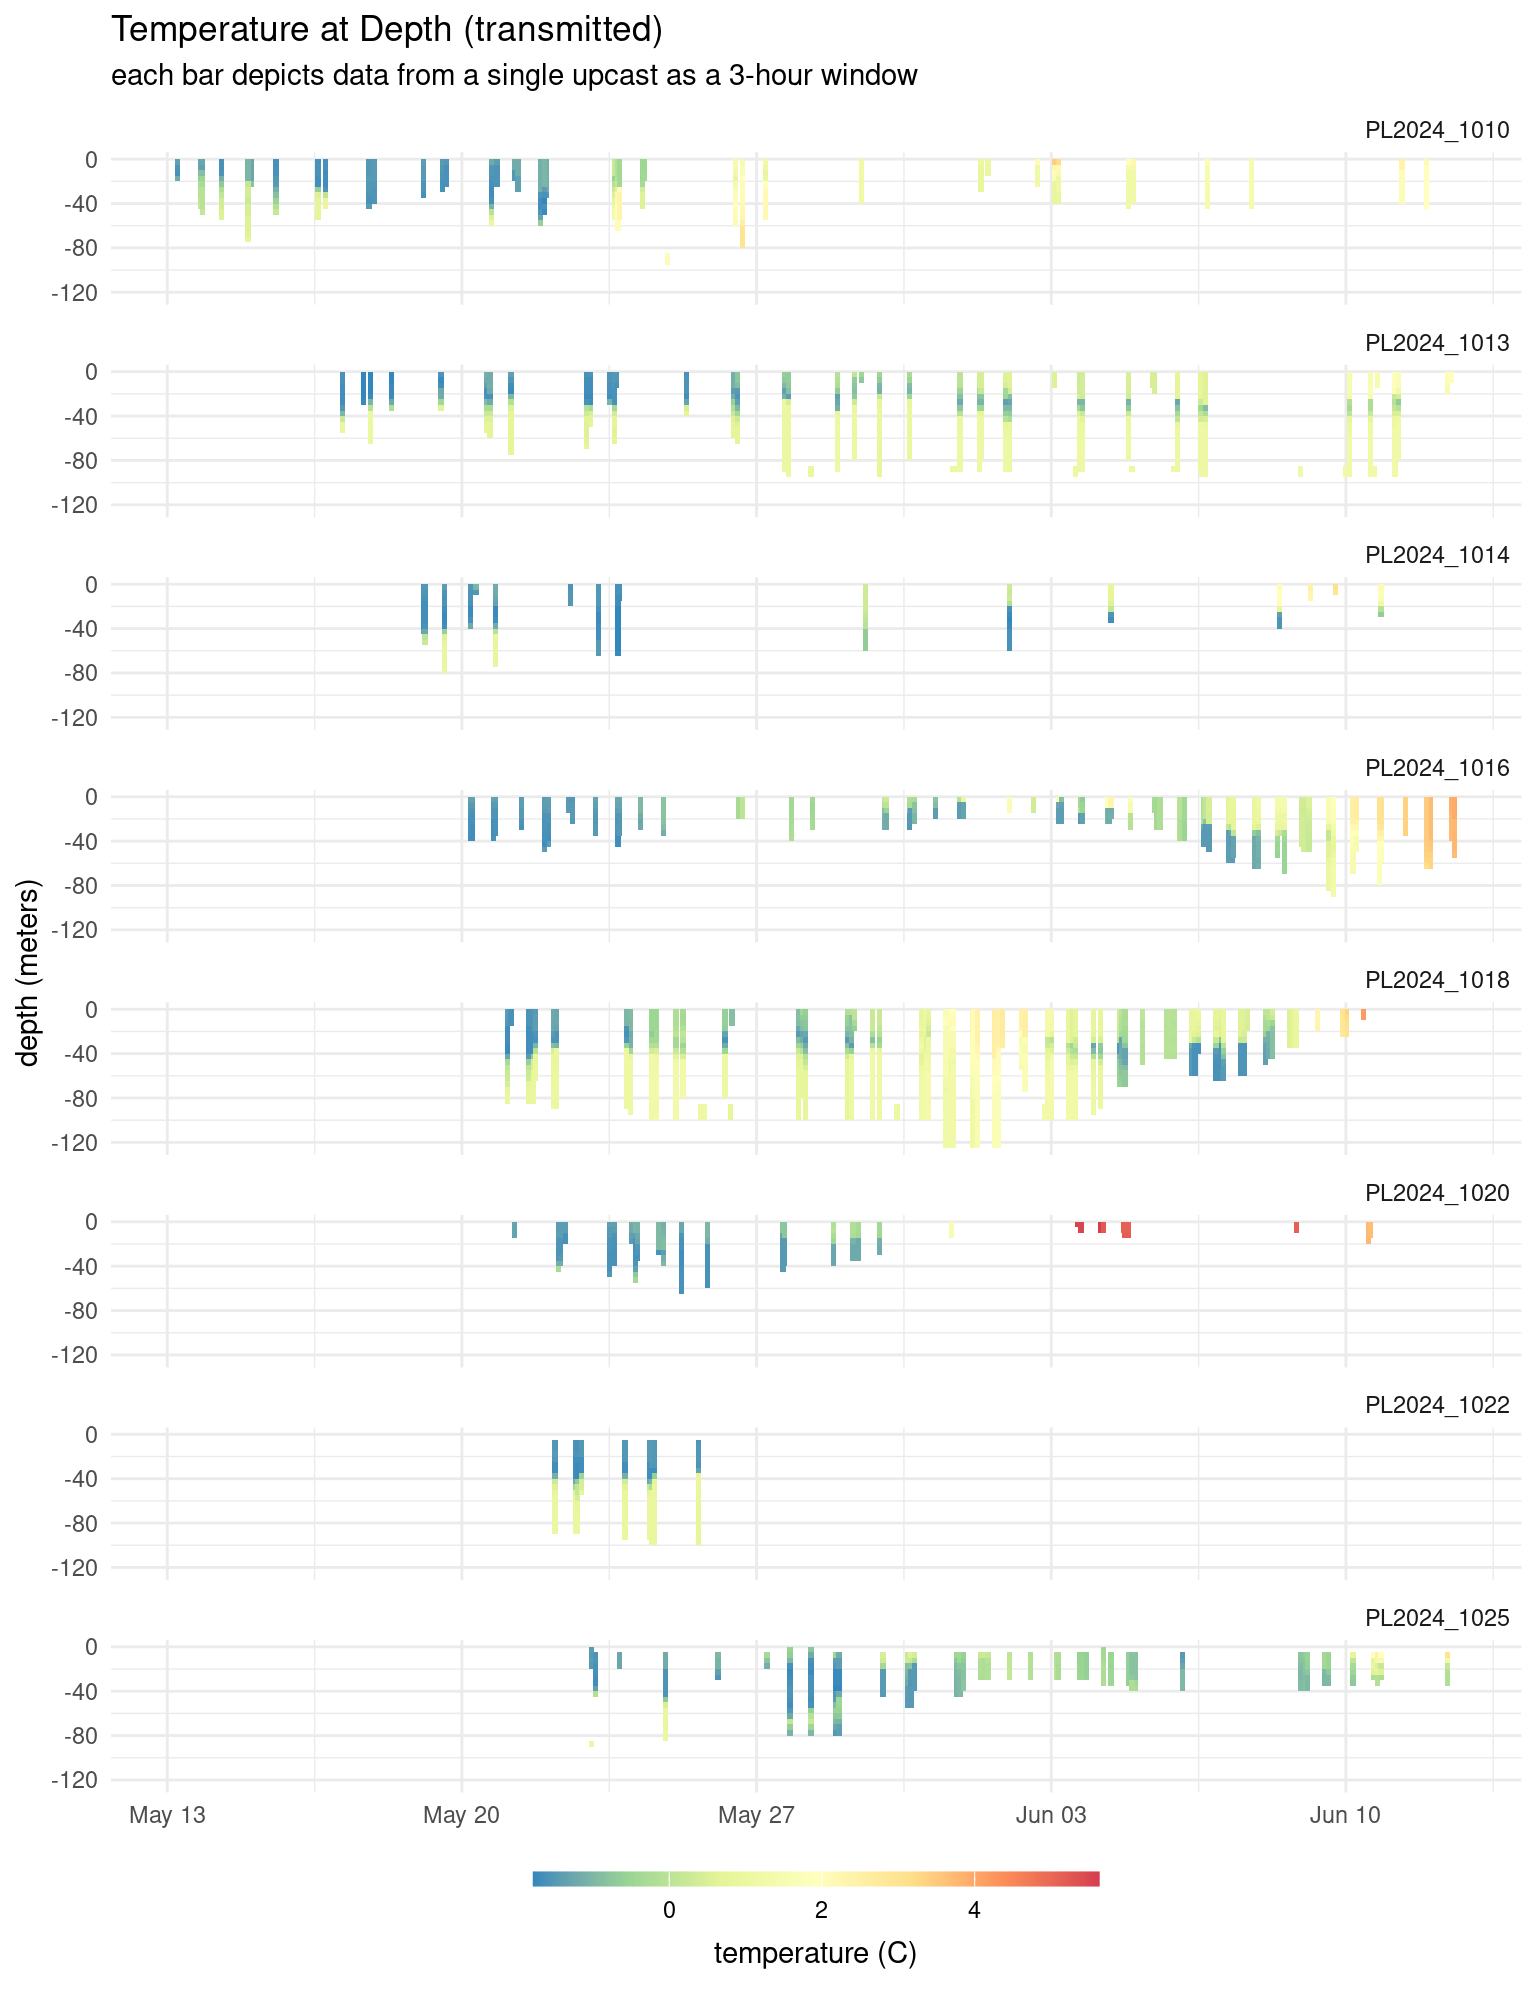 Temperature at Depth (transmitted)
each bar depicts data from a single upcast as a 3-hour window
PL2024_1010
0
-40
-80
-120
PL2024_1013
0
-40
-80
-120
PL2024_1014
0
-40
-80
-120
PL2024_1016
0
-40
-80
-120
depth (meters)
PL2024_1018
0
-40
-80
-120
PL2024_1020
0
-40
-80
-120
PL2024_1022
0
-40
-80
-120
PL2024_1025
0
-40
-80
-120
May 13 May 20 May 27 Jun 03 Jun 10
0 2 4
temperature (C)